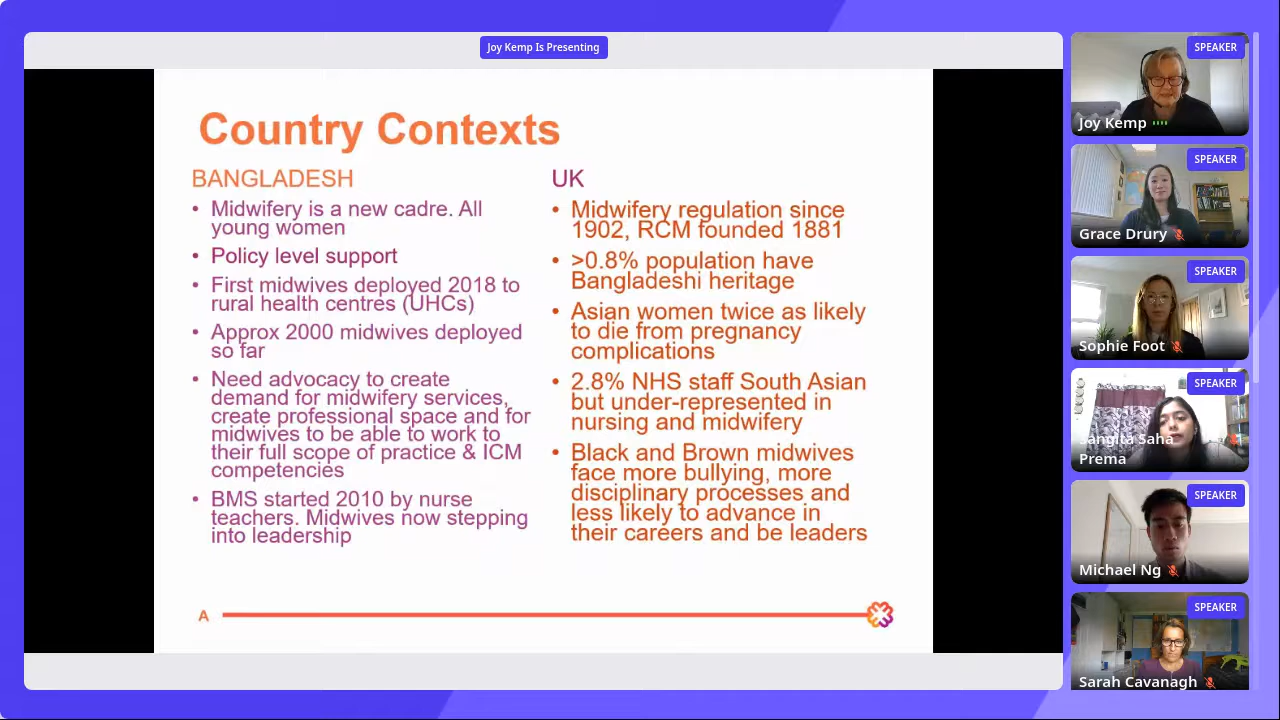 Joy Kemp Is Presenting
Country Contexts
BANGLADESH
• Midwifery is a new cadre. All
young women
• Policy level support
• First midwives deployed 2018 to
rural health centres (UHCs)
• Approx 2000 midwives deployed
so far
• Need advocacy to create
demand for midwifery services,
create professional space and for
midwives to be able to work to
their full scope of practice & ICM
competencies
• BMS started 2010 by nurse
teachers. Midwives now stepping
into leadership
UK
• Midwifery regulation since
1902, RCM founded 1881
• >0.8% population have
Bangladeshi heritage
• Asian women twice as likely
to die from pregnancy
complications
• 2.8% NHS staff South Asian
but under-represented in
nursing and midwifery
• Black and Brown midwives
face more bullying, more
disciplinary processes and
less likely to advance in
their careers and be leaders
A
SPEAKER
Joy Kemp
SPEAKER
Grace Drury
SPEAKER
Sophie Foot
SPEAKER
Sangita Saha
Prema
SPEAKER
Michael Ng
SPEAKER
Sarah Cavanagh